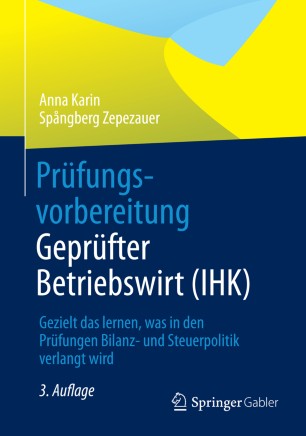 Anna Karin
Spångberg Zepezauer
Prüfungs-
vorbereitung
Geprüfter
Betriebswirt (IHK)
Gezielt das lernen, was in den
Prüfungen Bilanz- und Steuerpolitik
verlangt wird
3. Auflage
Springer Gabler